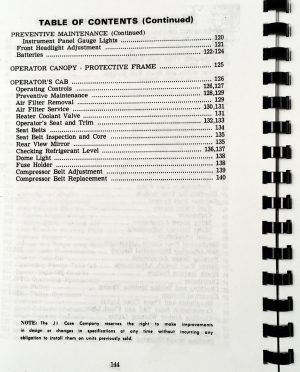 TABLE OF CONTENTS (Continued)
PREVENTIVE MAINTENANCE (Continued)
Instrument Panel Gauge Lights 120
Front Headlight Adjustment 121
Batteries 122-124
OPERATOR CANOPY - PROTECTIVE FRAME 125
OPERATOR'S CAB 126
Operating Controls 126,127
Preventive Maintenance 128,129
Air Filter Removal 129
Air Filter Service 130,131
Heater Coolant Valve 131
Operator's Seat and Trim 132,133
Seat Belts 134
Seat Belt Inspection and Care 135
Rear View Mirror 135
Checking Refrigerant Level 136,137
Dome Light 138
Fuse Holder 138
Compressor Belt Adjustment 139
Compressor Belt Replacement 140
NOTE: The J I Case Company reserves the right to make improvements
in design or changes in specifications at any time without incurring any
obligation to install them on units previously sold.
144